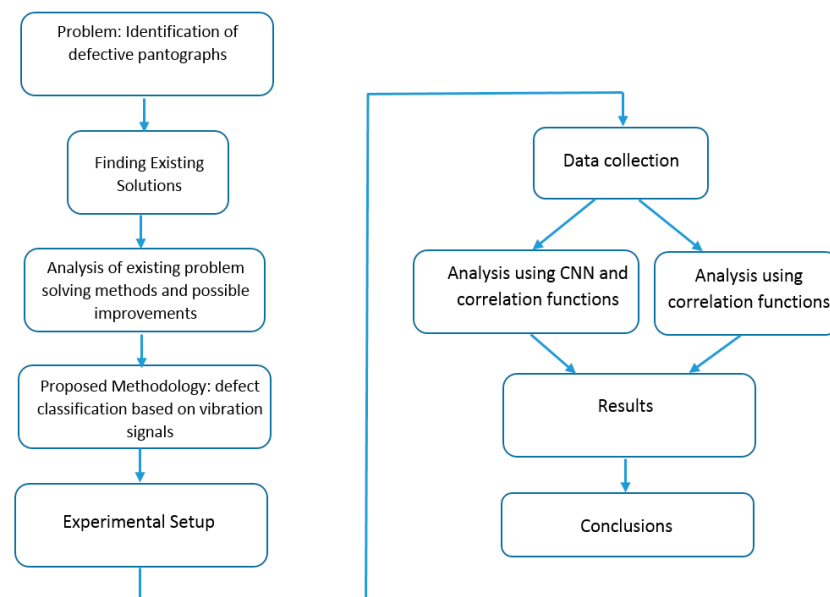 Problem: Identification of
defective pantographs
Finding Existing
Solutions
Analysis of existing problem
solving methods and possible
improvements
Proposed Methodology: defect
classification based on vibration
signals
Experimental Setup
Data collection
Analysis using CNN and
correlation functions
Analysis using
correlation functions
Results
Conclusions